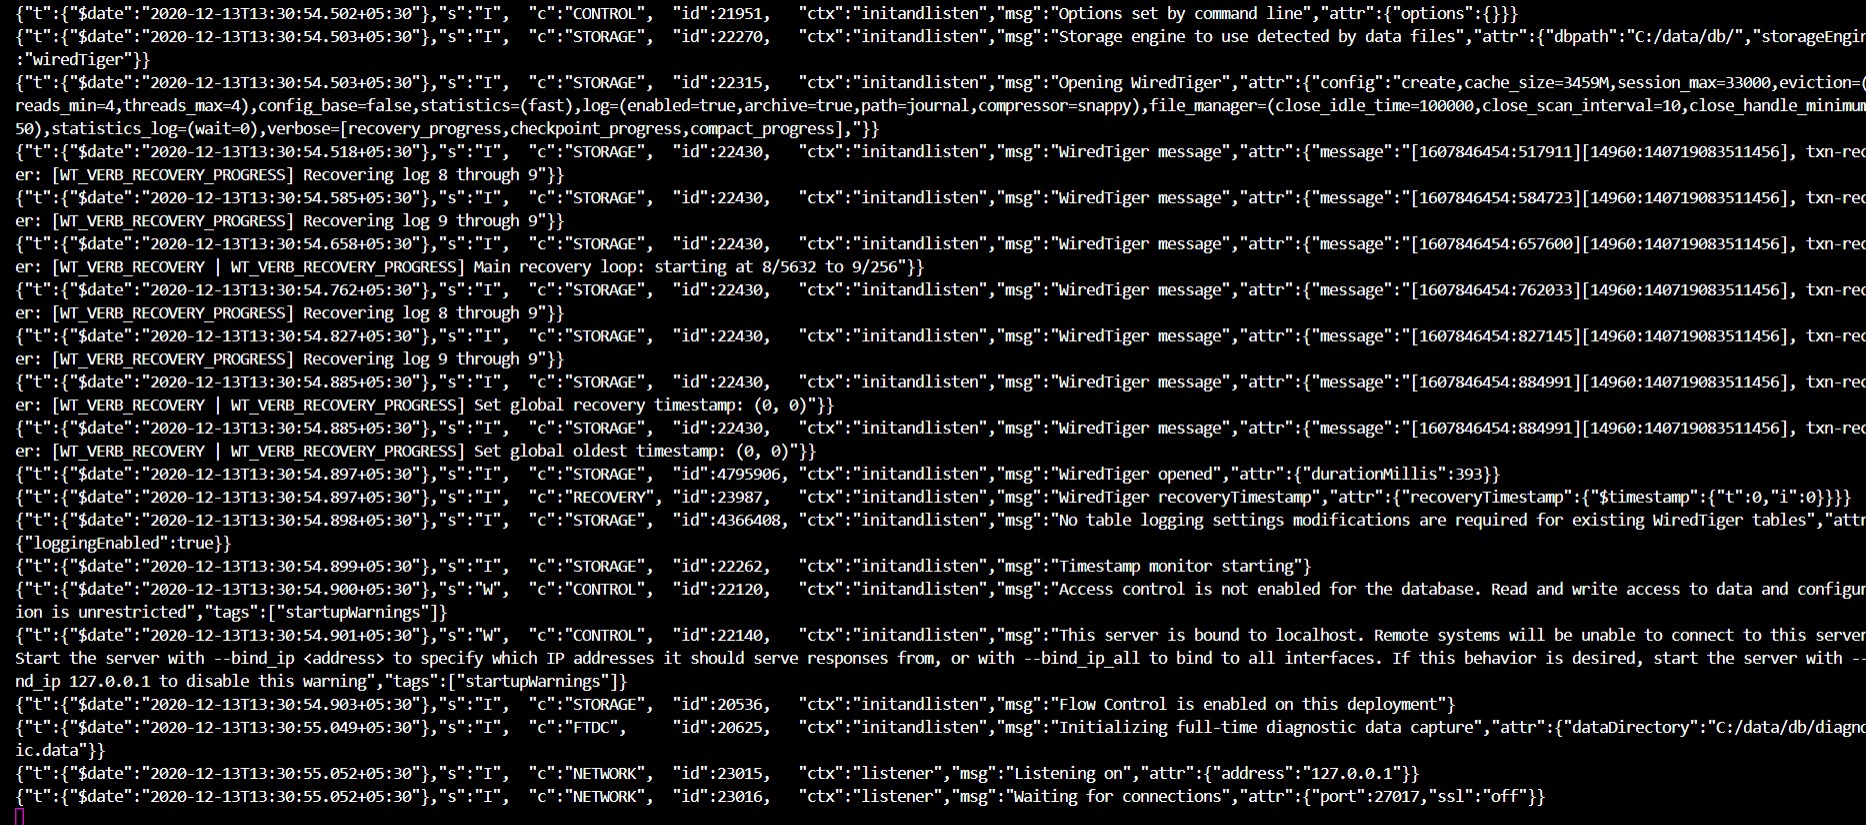 {"t":{"$date":"2020-12-13T13:30:54.502+05:30"},"s":"I",  "c":"CONTROL",  "id":21951,   "ctx":"initandlisten","msg":"Options set by command line","attr":{"options":{}}}
{"t":{"$date":"2020-12-13T13:30:54.503+05:30"},"s":"I",  "c":"STORAGE",  "id":22270,   "ctx":"initandlisten","msg":"Storage engine to use detected by data files","attr":{"dbpath":"C:/data/db/","storageEngin
:"wiredTiger"}}
{"t":{"$date":"2020-12-13T13:30:54.503+05:30"},"s":"I",  "c":"STORAGE",  "id":22315,   "ctx":"initandlisten","msg":"Opening WiredTiger","attr":{"config":"create,cache_size=3459M,session_max=33000,eviction=(
reads_min=4,threads_max=4),config_base=false,statistics=(fast),log=(enabled=true,archive=true,path=journal,compressor=snappy),file_manager=(close_idle_time=100000,close_scan_interval=10,close_handle_minimum
50),statistics_log=(wait=0),verbose=[recovery_progress,checkpoint_progress,compact_progress],"}}
{"t":{"$date":"2020-12-13T13:30:54.518+05:30"},"s":"I",  "c":"STORAGE",  "id":22430,   "ctx":"initandlisten","msg":"WiredTiger message","attr":{"message":"[1607846454:517911][14960:140719083511456], txn-rec
er: [WT_VERB_RECOVERY_PROGRESS] Recovering log 8 through 9"}}
{"t":{"$date":"2020-12-13T13:30:54.585+05:30"},"s":"I",  "c":"STORAGE",  "id":22430,   "ctx":"initandlisten","msg":"WiredTiger message","attr":{"message":"[1607846454:584723][14960:140719083511456], txn-rec
er: [WT_VERB_RECOVERY_PROGRESS] Recovering log 9 through 9"}}
{"t":{"$date":"2020-12-13T13:30:54.658+05:30"},"s":"I",  "c":"STORAGE",  "id":22430,   "ctx":"initandlisten","msg":"WiredTiger message","attr":{"message":"[1607846454:657600][14960:140719083511456], txn-rec
er: [WT_VERB_RECOVERY | WT_VERB_RECOVERY_PROGRESS] Main recovery loop: starting at 8/5632 to 9/256"}}
{"t":{"$date":"2020-12-13T13:30:54.762+05:30"},"s":"I",  "c":"STORAGE",  "id":22430,   "ctx":"initandlisten","msg":"WiredTiger message","attr":{"message":"[1607846454:762033][14960:140719083511456], txn-rec
er: [WT_VERB_RECOVERY_PROGRESS] Recovering log 8 through 9"}}
{"t":{"$date":"2020-12-13T13:30:54.827+05:30"},"s":"I",  "c":"STORAGE",  "id":22430,   "ctx":"initandlisten","msg":"WiredTiger message","attr":{"message":"[1607846454:827145][14960:140719083511456], txn-rec
er: [WT_VERB_RECOVERY_PROGRESS] Recovering log 9 through 9"}}
{"t":{"$date":"2020-12-13T13:30:54.885+05:30"},"s":"I",  "c":"STORAGE",  "id":22430,   "ctx":"initandlisten","msg":"WiredTiger message","attr":{"message":"[1607846454:884991][14960:140719083511456], txn-rec
er: [WT_VERB_RECOVERY | WT_VERB_RECOVERY_PROGRESS] Set global recovery timestamp: (0, 0)"}}
{"t":{"$date":"2020-12-13T13:30:54.885+05:30"},"s":"I",  "c":"STORAGE",  "id":22430,   "ctx":"initandlisten","msg":"WiredTiger message","attr":{"message":"[1607846454:884991][14960:140719083511456], txn-rec
er: [WT_VERB_RECOVERY | WT_VERB_RECOVERY_PROGRESS] Set global oldest timestamp: (0, 0)"}}
{"t":{"$date":"2020-12-13T13:30:54.897+05:30"},"s":"I",  "c":"STORAGE",  "id":4795906, "ctx":"initandlisten","msg":"WiredTiger opened","attr":{"durationMillis":393}}
{"t":{"$date":"2020-12-13T13:30:54.897+05:30"},"s":"I",  "c":"RECOVERY", "id":23987,   "ctx":"initandlisten","msg":"WiredTiger recoveryTimestamp","attr":{"recoveryTimestamp":{"$timestamp":{"t":0,"i":0}}}}
{"t":{"$date":"2020-12-13T13:30:54.898+05:30"},"s":"I",  "c":"STORAGE",  "id":4366408, "ctx":"initandlisten","msg":"No table logging settings modifications are required for existing WiredTiger tables","attr
{"loggingEnabled":true}}
{"t":{"$date":"2020-12-13T13:30:54.899+05:30"},"s":"I",  "c":"STORAGE",  "id":22262,   "ctx":"initandlisten","msg":"Timestamp monitor starting"}
{"t":{"$date":"2020-12-13T13:30:54.900+05:30"},"s":"W",  "c":"CONTROL",  "id":22120,   "ctx":"initandlisten","msg":"Access control is not enabled for the database. Read and write access to data and configur
ion is unrestricted","tags":["startupWarnings"]}
{"t":{"$date":"2020-12-13T13:30:54.901+05:30"},"s":"W",  "c":"CONTROL",  "id":22140,   "ctx":"initandlisten","msg":"This server is bound to localhost. Remote systems will be unable to connect to this server
Start the server with --bind_ip <address> to specify which IP addresses it should serve responses from, or with --bind_ip_all to bind to all interfaces. If this behavior is desired, start the server with --
nd_ip 127.0.0.1 to disable this warning","tags":["startupWarnings"]}
{"t":{"$date":"2020-12-13T13:30:54.903+05:30"},"s":"I",  "c":"STORAGE",  "id":20536,   "ctx":"initandlisten","msg":"Flow Control is enabled on this deployment"}
{"t":{"$date":"2020-12-13T13:30:55.049+05:30"},"s":"I",  "c":"FTDC",     "id":20625,   "ctx":"initandlisten","msg":"Initializing full-time diagnostic data capture","attr":{"dataDirectory":"C:/data/db/diagno
ic.data"}}
{"t":{"$date":"2020-12-13T13:30:55.052+05:30"},"s":"I",  "c":"NETWORK",  "id":23015,   "ctx":"listener","msg":"Listening on","attr":{"address":"127.0.0.1"}}
{"t":{"$date":"2020-12-13T13:30:55.052+05:30"},"s":"I",  "c":"NETWORK",  "id":23016,   "ctx":"listener","msg":"Waiting for connections","attr":{"port":27017,"ssl":"off"}}